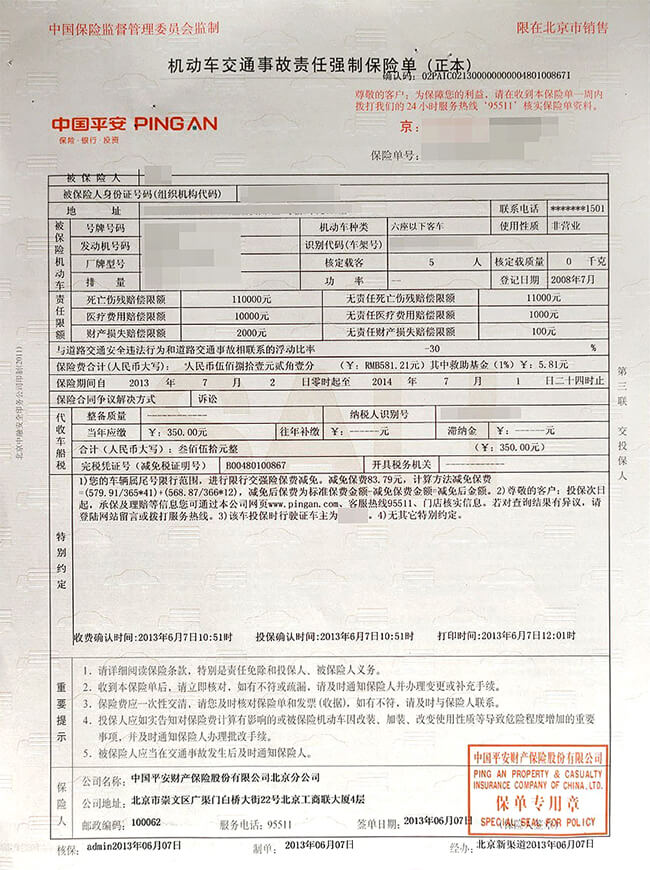 中国保险监督管理委员会监制
限在北京市销售
机动车交通事故责任强制保险单（正本）
确认码：02PAIC02130000000000480100867I
尊敬的客户：为保障您的利益，请在收到本保险单一周内
拨打我们的24小时服务热线‘95511’核实保险单资料。
中国平安 PING AN
保险·银行·投资
京：
保险单号：
被保险人
被保险人身份证号码(组织机构代码)
地 址 联系电话 *******1501
被保险机动车
号牌号码 机动车种类 六座以下客车 使用性质 非营业
发动机号码 识别代码(车架号)
厂牌型号 核定载客 5 人 核定载质量 0 千克
排 量 功 率 -- 登记日期 2008年7月
责任限额
死亡伤残赔偿限额 110000元 无责任死亡伤残赔偿限额 11000元
医疗费用赔偿限额 10000元 无责任医疗费用赔偿限额 1000元
财产损失赔偿限额 2000元 无责任财产损失赔偿限额 100元
与道路交通安全违法行为和道路交通事故相联系的浮动比率 -30 %
保险费合计(人民币大写)： 人民币伍佰捌拾壹元贰角壹分 (￥：RMB581.21元)其中救助基金(1%)￥：5.81元
保险期间自 2013 年 7 月 2 日零时起至 2014 年 7 月 1 日二十四时止
保险合同争议解决方式 诉讼
代收车船税
整备质量 纳税人识别号
当年应缴 ￥：350.00元 往年补缴 ￥：------元 滞纳金 ￥：------元
合计(人民币大写)：叁佰伍拾元整 (￥：350.00元)
完税凭证号（减免税证明号） B00480100867 开具税务机关
特别约定
1)您的车辆属尾号限行范围，进行限行交强险保费减免。减免保费83.79元，计算方法减免保费
=(579.91/365*41)+(568.87/366*12)，减免后保费为标准保费金额-减免保费金额-减免后金额。2)尊敬的客户：投保次日
起，承保及理赔等信息您可通过本公司网页www.pingan.com、客服热线95511、门店核实信息。若对查询结果有异议，请
登陆网站留言或拨打服务热线。3)该车投保时行驶证车主为 。4)无其它特别约定。
收费确认时间:2013年6月7日10:51时 投保确认时间:2013年6月7日10:51时 打印时间:2013年6月7日12:01时
重要提示
1. 请详细阅读保险条款，特别是责任免除和投保人、被保险人义务。
2. 收到本保险单后，请立即核对，如有不符或疏漏，请及时通知保险人并办理变更或补充手续。
3. 保险费应一次性交清，请您及时核对保险单和发票(收据)，如有不符，请及时与保险人联系。
4. 投保人应如实告知对保险费计算有影响的或被保险机动车因改装、加装、改变使用性质等导致危险程度增加的重要
事项，并及时通知保险人办理批改手续。
5. 被保险人应当在交通事故发生后及时通知保险人。
保险人
公司名称：中国平安财产保险股份有限公司北京分公司
公司地址：北京市崇文区广渠门白桥大街22号北京工商联大厦4层
邮政编码：100062 服务电话：95511 签单日期：2013年06月07日
中国平安财产保险股份有限公司
PING AN PROPERTY & CASUALTY
INSURANCE COMPANY OF CHINA, LTD.
保单专用章
SPECIAL SEAL FOR POLICY
核保： admin2013年06月07日 制单： 2013年06月07日 经办： 北京新渠道2013年06月07日
第三联 交投保人
北京中融安全印务公司印制(2011)